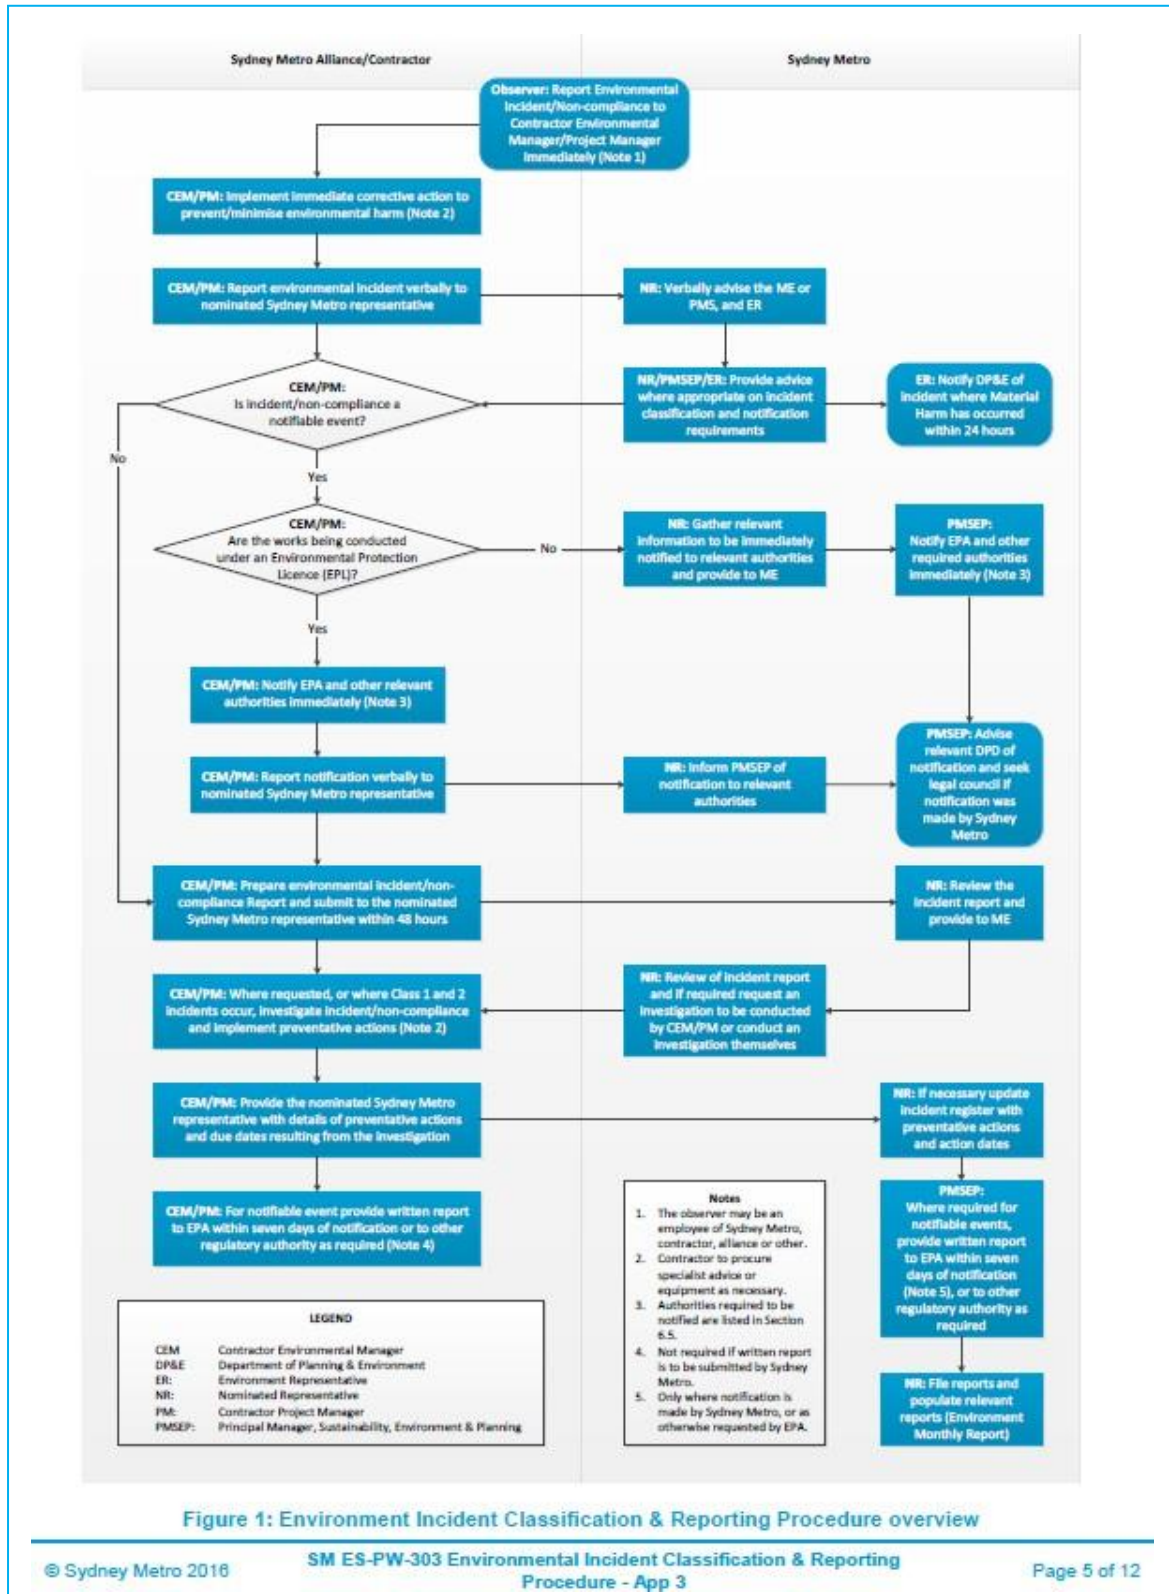 Sydney Metro Alliance/Contractor
Sydney Metro
Observer: Report Environmental
Incident/Non-compliance to
Contractor Environmental
Manager/Project Manager
Immediately (Note 1)
CEM/PM: Implement immediate corrective action to
prevent/minimise environmental harm (Note 2)
CEM/PM: Report environmental incident verbally to
nominated Sydney Metro representative
NR: Verbally advise the ME or
PMS, and ER
CEM/PM:
Is incident/non-compliance a
notifiable event?
NR/PMSEP/ER: Provide advice
where appropriate on incident
classification and notification
requirements
ER: Notify DP&E of
incident where Material
Harm has occurred
within 24 hours
No
Yes
CEM/PM:
Are the works being conducted
under an Environmental Protection
Licence (EPL)?
No
NR: Gather relevant
information to be immediately
notified to relevant authorities
and provide to ME
PMSEP:
Notify EPA and other
required authorities
immediately (Note 3)
Yes
CEM/PM: Notify EPA and other relevant
authorities immediately (Note 3)
CEM/PM: Report notification verbally to
nominated Sydney Metro representative
NR: Inform PMSEP of
notification to relevant
authorities
PMSEP: Advise
relevant DPD of
notification and seek
legal council if
notification was
made by Sydney
Metro
CEM/PM: Prepare environmental incident/non-
compliance Report and submit to the nominated
Sydney Metro representative within 48 hours
NR: Review the
incident report and
provide to ME
CEM/PM: Where requested, or where Class 1 and 2
incidents occur, investigate incident/non-compliance
and implement preventative actions (Note 2)
NR: Review of incident report
and if required request an
investigation to be conducted
by CEM/PM or conduct an
investigation themselves
CEM/PM: Provide the nominated Sydney Metro
representative with details of preventative actions
and due dates resulting from the investigation
NR: If necessary update
incident register with
preventative actions
and action dates
CEM/PM: For notifiable event provide written report
to EPA within seven days of notification or to other
regulatory authority as required (Note 4)
PMSEP:
Where required for
notifiable events,
provide written report
to EPA within seven
days of notification
(Note 5), or to other
regulatory authority as
required
NR: File reports and
populate relevant
reports (Environment
Monthly Report)
Notes
1. The observer may be an
employee of Sydney Metro,
contractor, alliance or other.
2. Contractor to procure
specialist advice or
equipment as necessary.
3. Authorities required to be
notified are listed in Section
6.5.
4. Not required if written report
is to be submitted by Sydney
Metro.
5. Only where notification is
made by Sydney Metro, or as
otherwise requested by EPA.
LEGEND
CEM Contractor Environmental Manager
DP&E Department of Planning & Environment
ER: Environment Representative
NR: Nominated Representative
PM: Contractor Project Manager
PMSEP: Principal Manager, Sustainability, Environment & Planning
Figure 1: Environment Incident Classification & Reporting Procedure overview
© Sydney Metro 2016
SM ES-PW-303 Environmental Incident Classification & Reporting
Procedure - App 3
Page 5 of 12